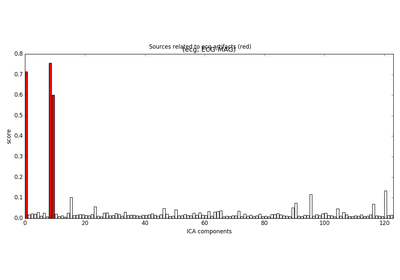 Sources related to ecg artifacts (red)
(ecg, ECG-MAG)
0.8
0.7
0.6
0.5
0.4
0.3
0.2
0.1
0.0
score
0 20 40 60 80 100 120
ICA components